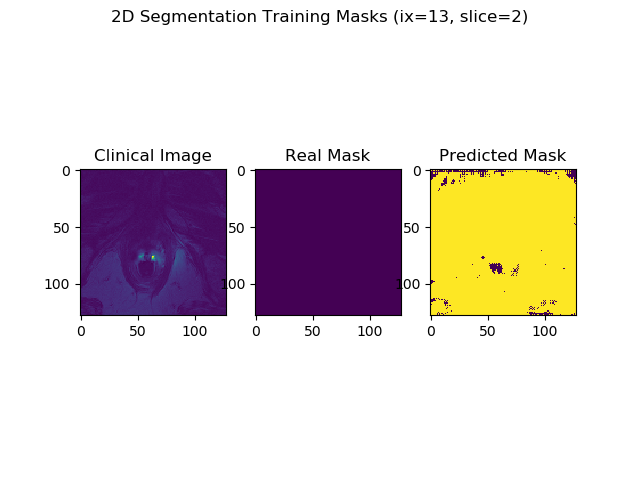 2D Segmentation Training Masks (ix=13, slice=2)
Clinical Image Real Mask Predicted Mask
0 0 0
50 50 50
100 100 100
0 50 100 0 50 100 0 50 100